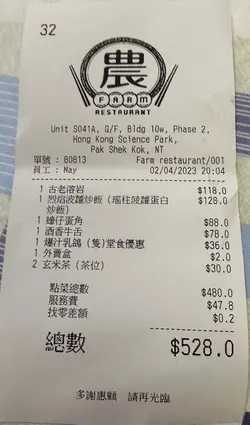 32
農
FARM
RESTAURANT
Unit S041A, G/F, Bldg 10w, Phase 2,
Hong Kong Science Park,
Pak Shek Kok, NT
單號 : 80813 Farm restaurant/001
員工 : May 02/04/2023 20:04
1 古老溶岩 $118.0
1 烈焰波蘿炒飯 (瑤柱菠蘿蛋白 $128.0
炒飯)
1 罈仔蛋角 $88.0
1 酒香牛舌 $78.0
1 爆汁乳鴿 (隻)堂食優惠 $36.0
1 外賣盒 $2.0
2 玄米茶 (茶位) $30.0
點菜總數 $480.0
服務費 $47.8
找零差額 $0.2
總數 $528.0
多謝惠顧 請再光臨